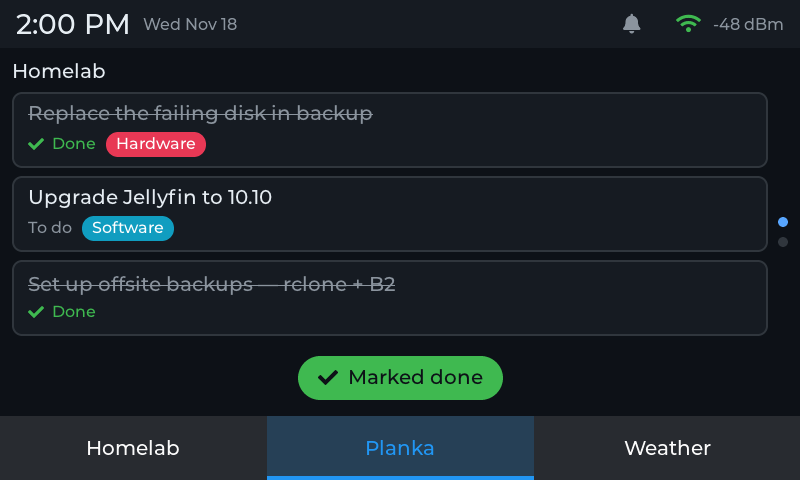 2:00 PM Wed Nov 18 -48 dBm
Homelab
Replace the failing disk in backup
Done Hardware
Upgrade Jellyfin to 10.10
To do Software
Set up offsite backups — rclone + B2
Done
Marked done
Homelab Planka Weather